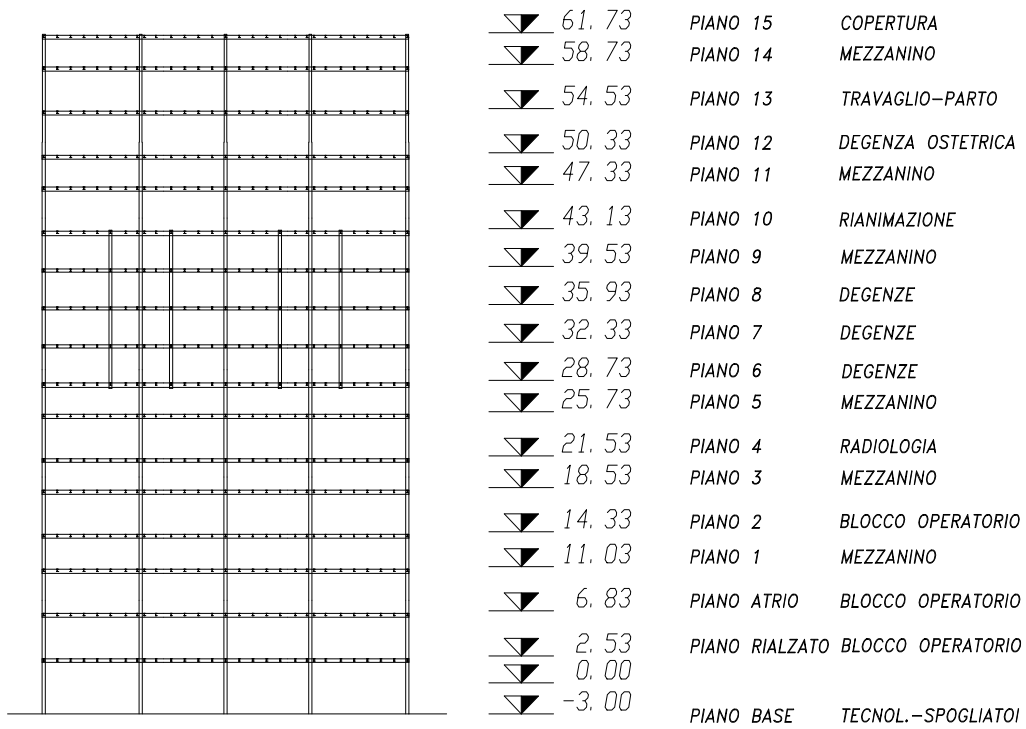 61.73 PIANO 15 COPERTURA
58.73 PIANO 14 MEZZANINO
54.53 PIANO 13 TRAVAGLIO-PARTO
50.33 PIANO 12 DEGENZA OSTETRICA
47.33 PIANO 11 MEZZANINO
43.13 PIANO 10 RIANIMAZIONE
39.53 PIANO 9 MEZZANINO
35.93 PIANO 8 DEGENZE
32.33 PIANO 7 DEGENZE
28.73 PIANO 6 DEGENZE
25.73 PIANO 5 MEZZANINO
21.53 PIANO 4 RADIOLOGIA
18.53 PIANO 3 MEZZANINO
14.33 PIANO 2 BLOCCO OPERATORIO
11.03 PIANO 1 MEZZANINO
6.83 PIANO ATRIO BLOCCO OPERATORIO
2.53 PIANO RIALZATO BLOCCO OPERATORIO
0.00
-3.00
PIANO BASE TECNOL.-SPOGLIATOI